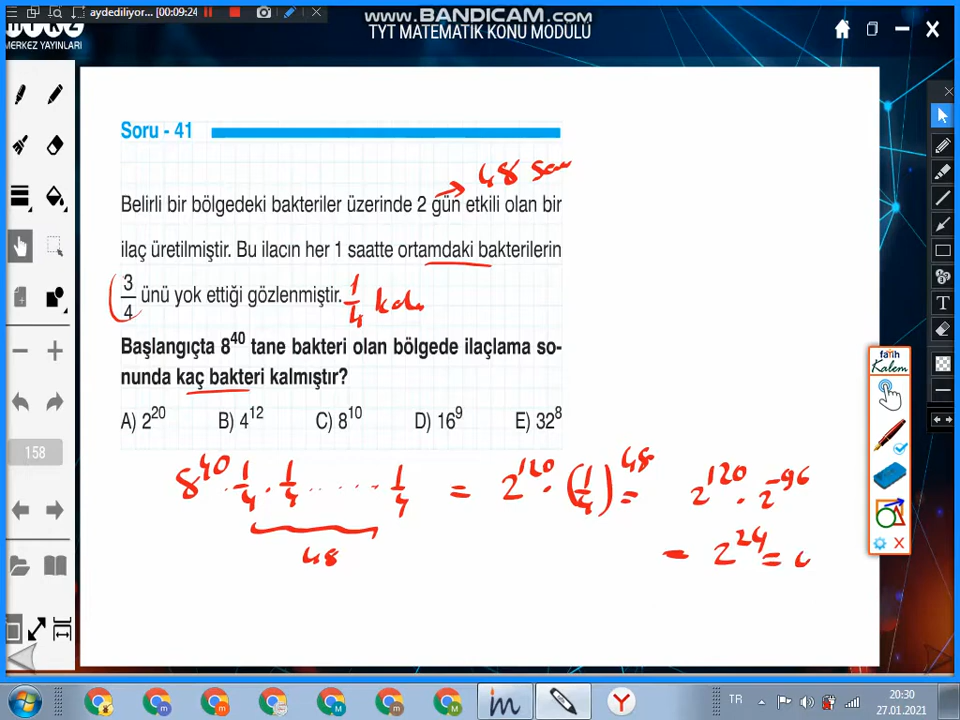 aydediliyor... (00:09:24)
www.BANDICAM.com
MERKEZ YAYINLARI
TYT MATEMATİK KONU MODULU
Soru - 41
48
Belirli bir bölgedeki bakteriler üzerinde 2 gün etkili olan bir
ilaç üretilmiştir. Bu ilacın her 1 saatte ortamdaki bakterilerin
3/4 ünü yok ettiği gözlenmiştir. 1/4
Başlangıçta 8^40 tane bakteri olan bölgede ilaçlama so-
nunda kaç bakteri kalmıştır?
A) 2^20 B) 4^12 C) 8^10 D) 16^9 E) 32^8
8^40 · 1/4 · 1/4 ...... 1/4 = 2^120 · (1/4)^48 = 2^120 · 2^-96
48
= 2^24 =
158
fatih
Kalem
TR
20:30
27.01.2021